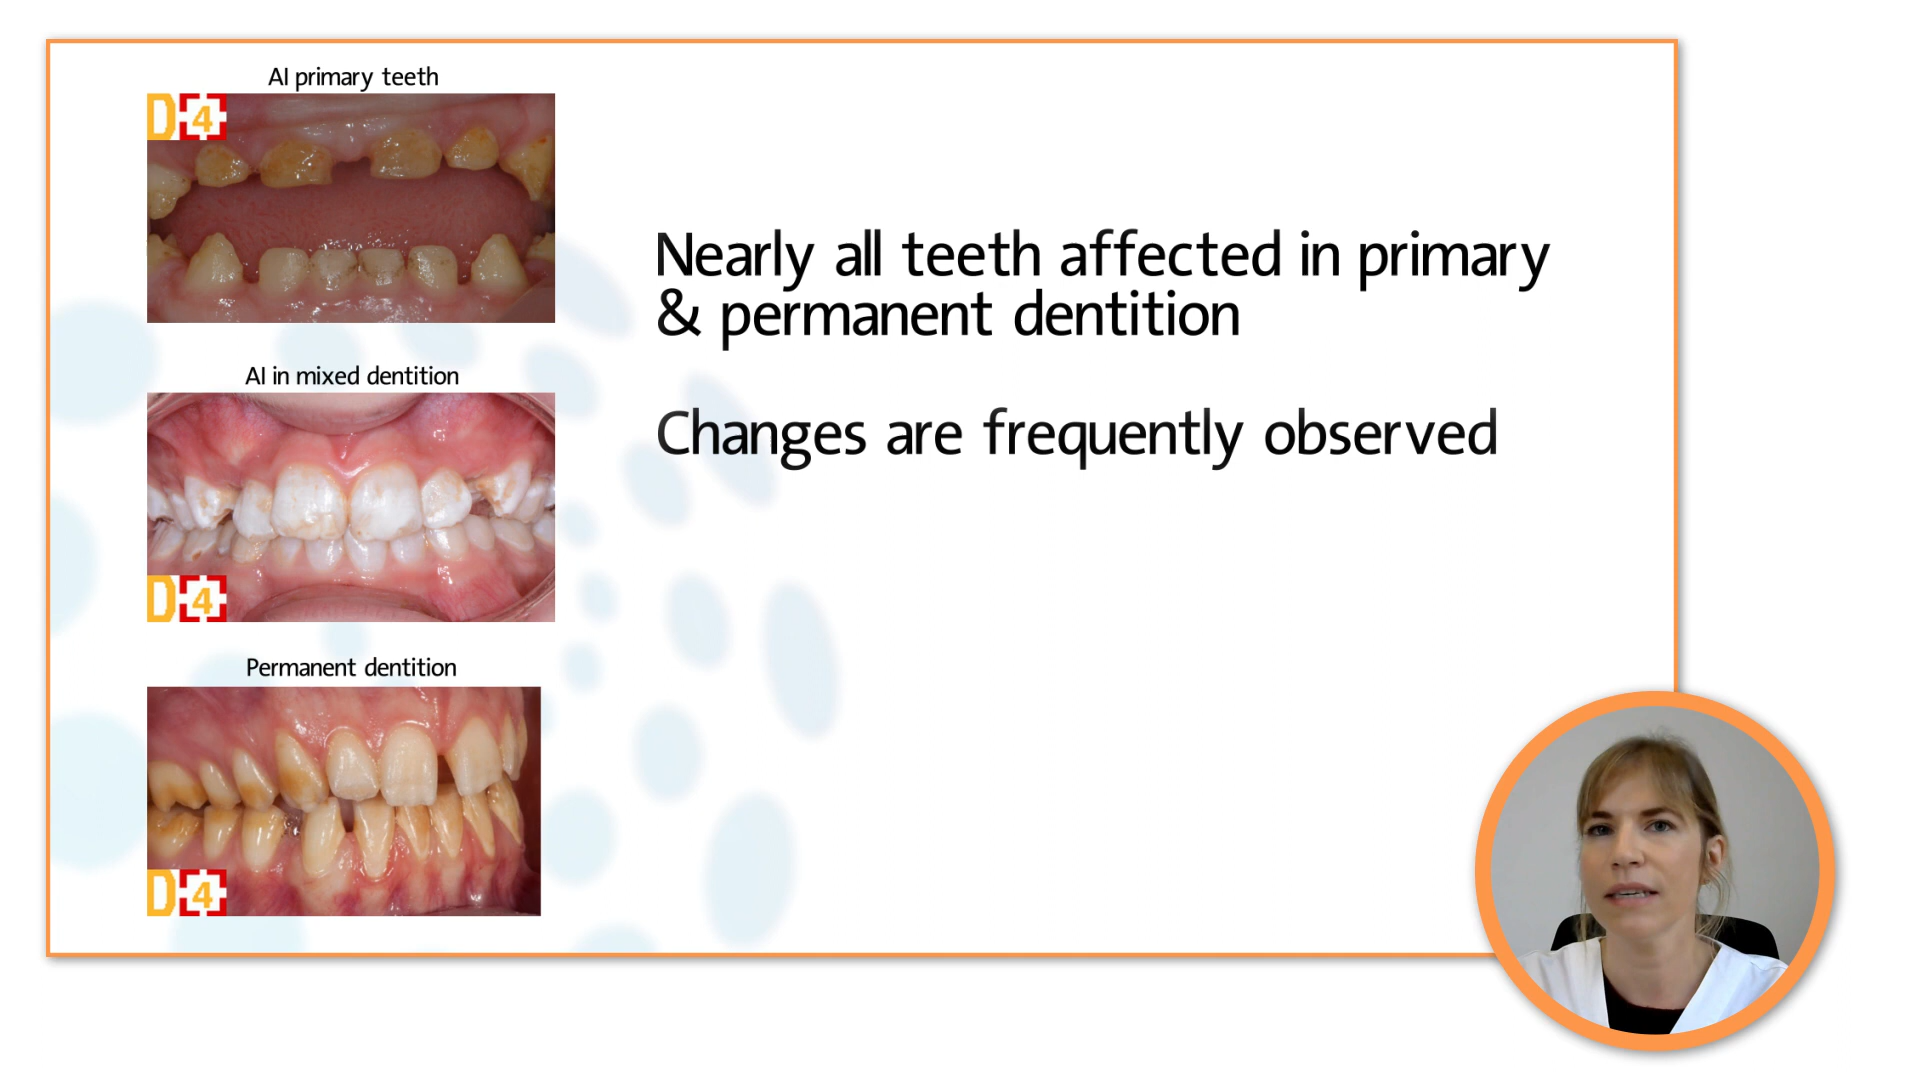 AI primary teeth
D4
Nearly all teeth affected in primary
& permanent dentition
AI in mixed dentition
Changes are frequently observed
D4
Permanent dentition
D4